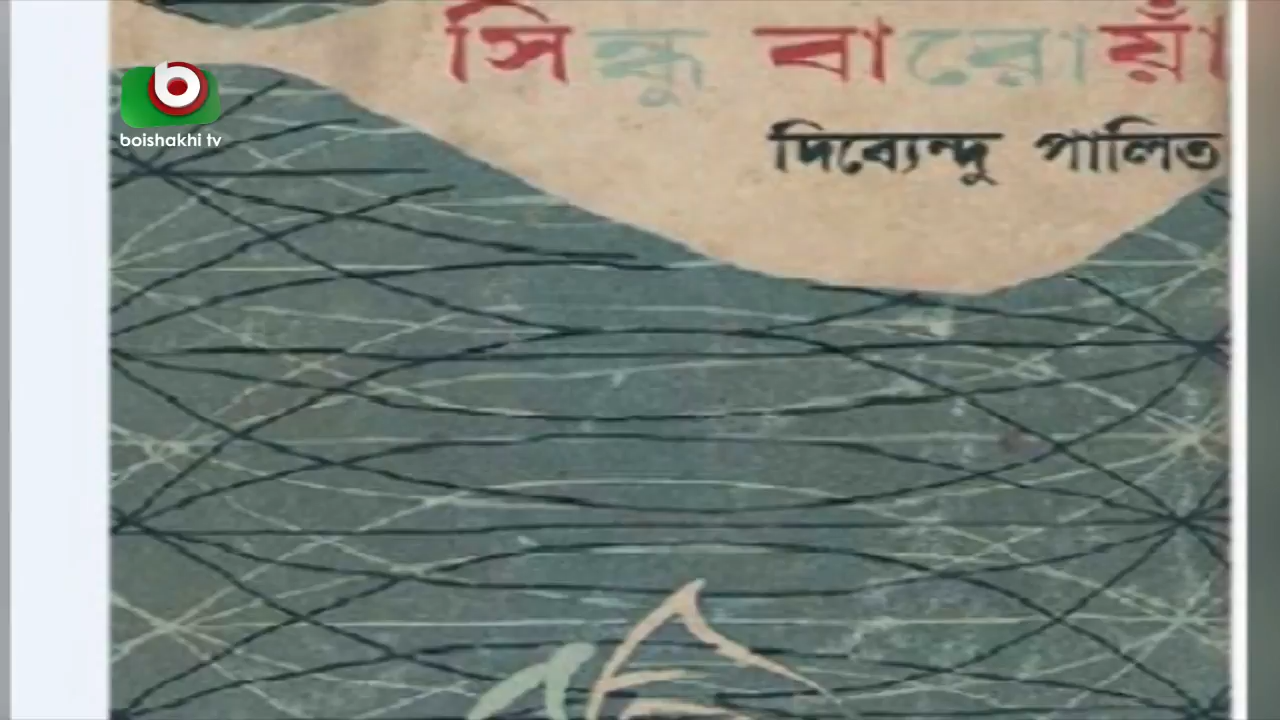 সিন্ধু বারোয়াঁ
দিব্যেন্দু পালিত
boishakhi tv